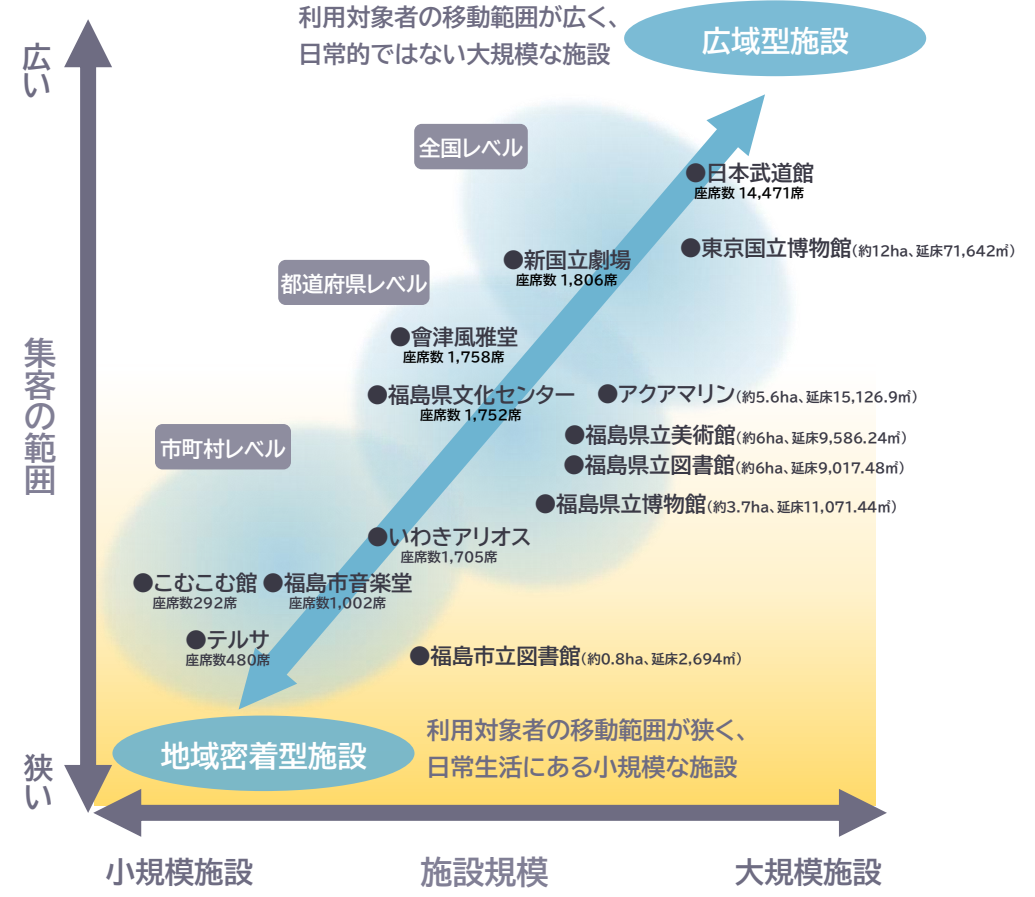 利用対象者の移動範囲が広く、
日常的ではない大規模な施設
広域型施設
広い
全国レベル
●日本武道館
座席数 14,471席
●東京国立博物館(約12ha、延床71,642㎡)
●新国立劇場
座席数 1,806席
都道府県レベル
●會津風雅堂
座席数 1,758席
●福島県文化センター
座席数 1,752席
●アクアマリン(約5.6ha、延床15,126.9㎡)
●福島県立美術館(約6ha、延床9,586.24㎡)
●福島県立図書館(約6ha、延床9,017.48㎡)
●福島県立博物館(約3.7ha、延床11,071.44㎡)
集客の範囲
市町村レベル
●いわきアリオス
座席数1,705席
●こむこむ館
座席数292席
●福島市音楽堂
座席数1,002席
●テルサ
座席数480席
●福島市立図書館(約0.8ha、延床2,694㎡)
地域密着型施設
利用対象者の移動範囲が狭く、
日常生活にある小規模な施設
狭い
小規模施設
施設規模
大規模施設